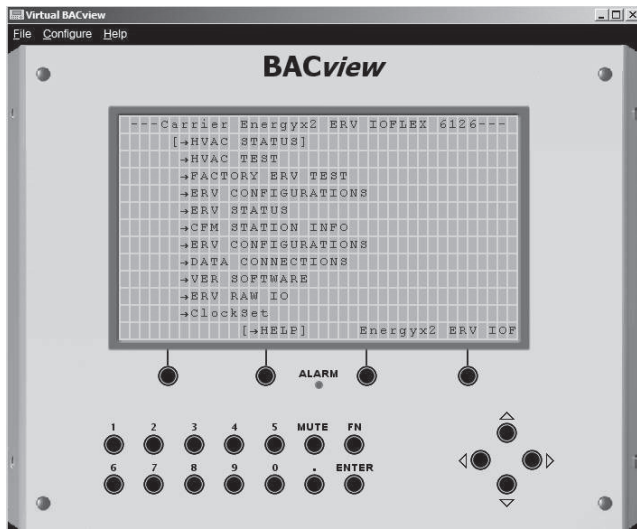 Virtual BACview
File Configure Help
BACview
---Carrier Energyx2 ERV IOFLEX 6126---
[→HVAC STATUS]
→HVAC TEST
→FACTORY ERV TEST
→ERV CONFIGURATIONS
→ERV STATUS
→CFM STATION INFO
→ERV CONFIGURATIONS
→DATA CONNECTIONS
→VER SOFTWARE
→ERV RAW IO
→ClockSet
[→HELP] Energyx2 ERV IOF
ALARM
1 2 3 4 5 MUTE FN
6 7 8 9 0 . ENTER